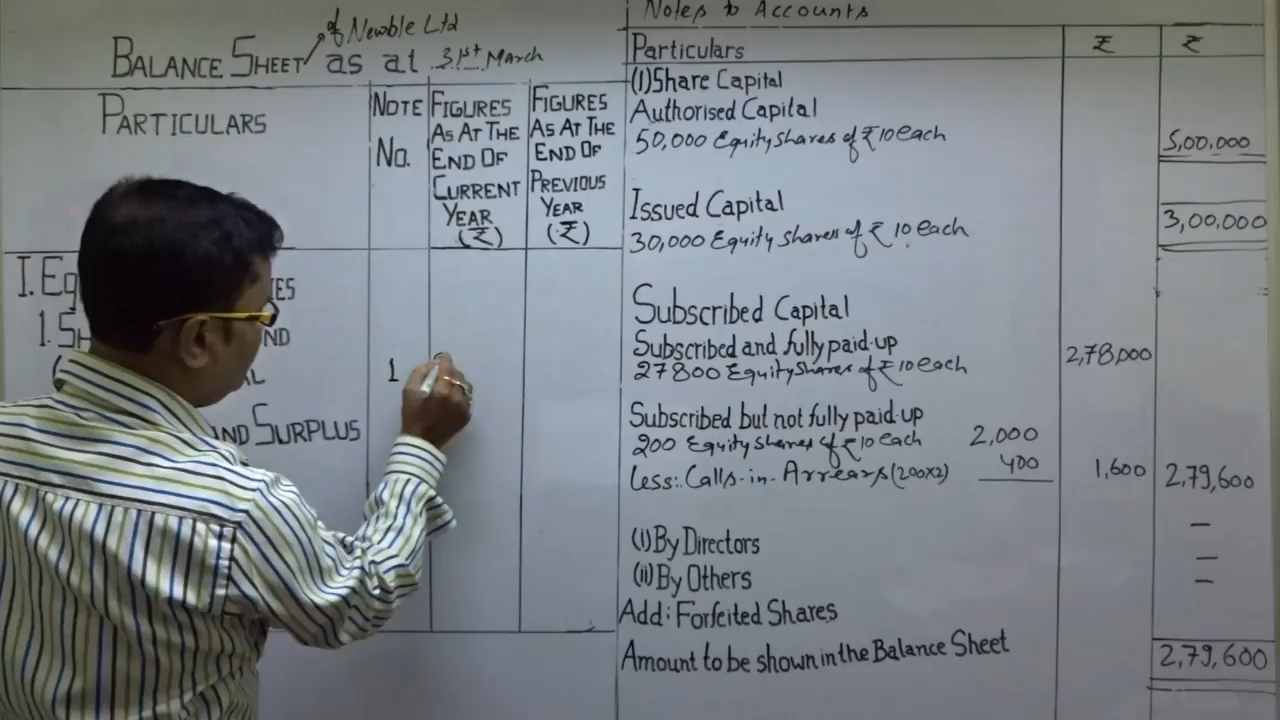 of Newble Ltd
BALANCE SHEET as at 31st March
PARTICULARS
NOTE No.
FIGURES AS AT THE END OF CURRENT YEAR (₹)
FIGURES AS AT THE END OF PREVIOUS YEAR (₹)
I. Eq
IES
1. SH
ND
AL
1
AND SURPLUS
Notes to Accounts
Particulars ₹ ₹
(1) Share Capital
Authorised Capital
50,000 Equity shares of ₹10 each 5,00,000
Issued Capital
30,000 Equity shares of ₹ 10 each 3,00,000
Subscribed Capital
Subscribed and fully paid-up
27800 Equity Shares of ₹10 each 2,78,000
Subscribed but not fully paid-up
200 Equity Shares of ₹10 each 2,000
Less:. Calls-in-Arrears (200x2) 400 1,600 2,79,600
(I) By Directors —
(II) By Others —
Add: Forfeited Shares —
Amount to be shown in the Balance Sheet 2,79,600